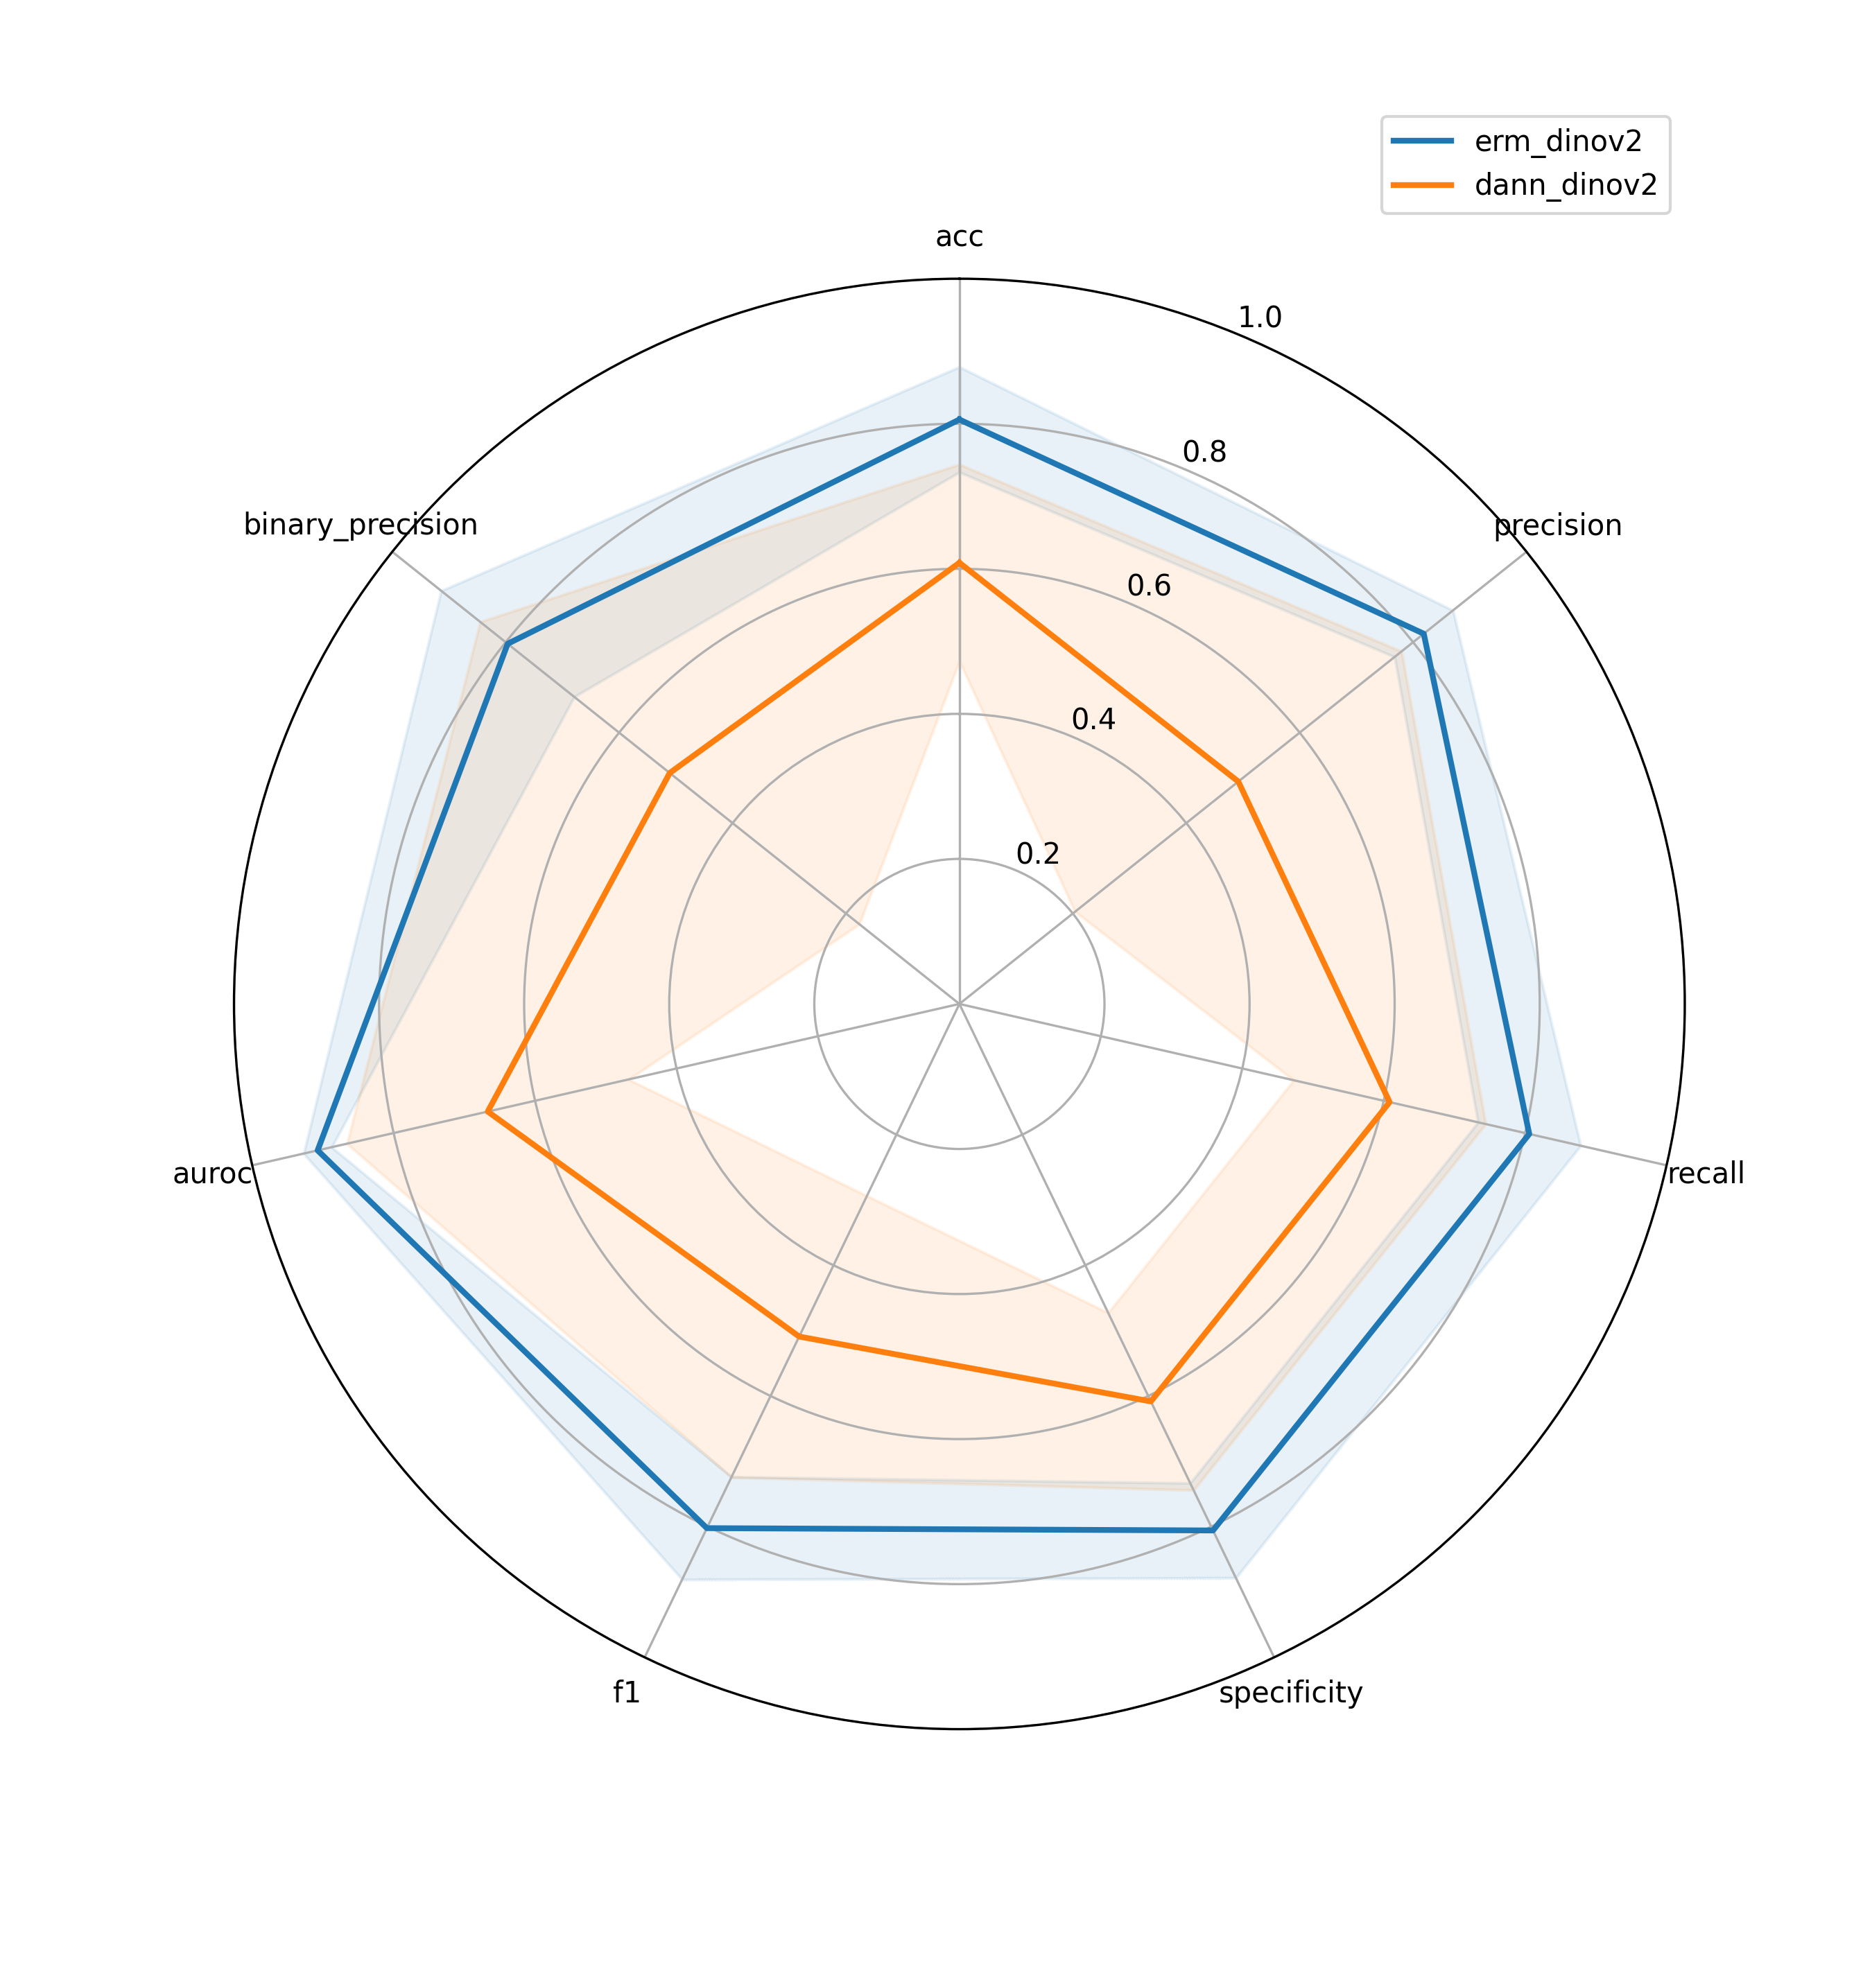 erm_dinov2
dann_dinov2
acc
1.0
0.8
binary_precision
precision
0.6
0.4
0.2
auroc
recall
f1
specificity